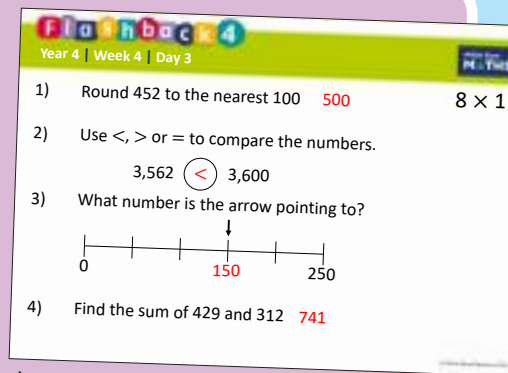 Flashback 4
Year 4 | Week 4 | Day 3
1) Round 452 to the nearest 100 500
8 × 1
2) Use <, > or = to compare the numbers.
3,562 < 3,600
3) What number is the arrow pointing to?
0 150 250
4) Find the sum of 429 and 312 741